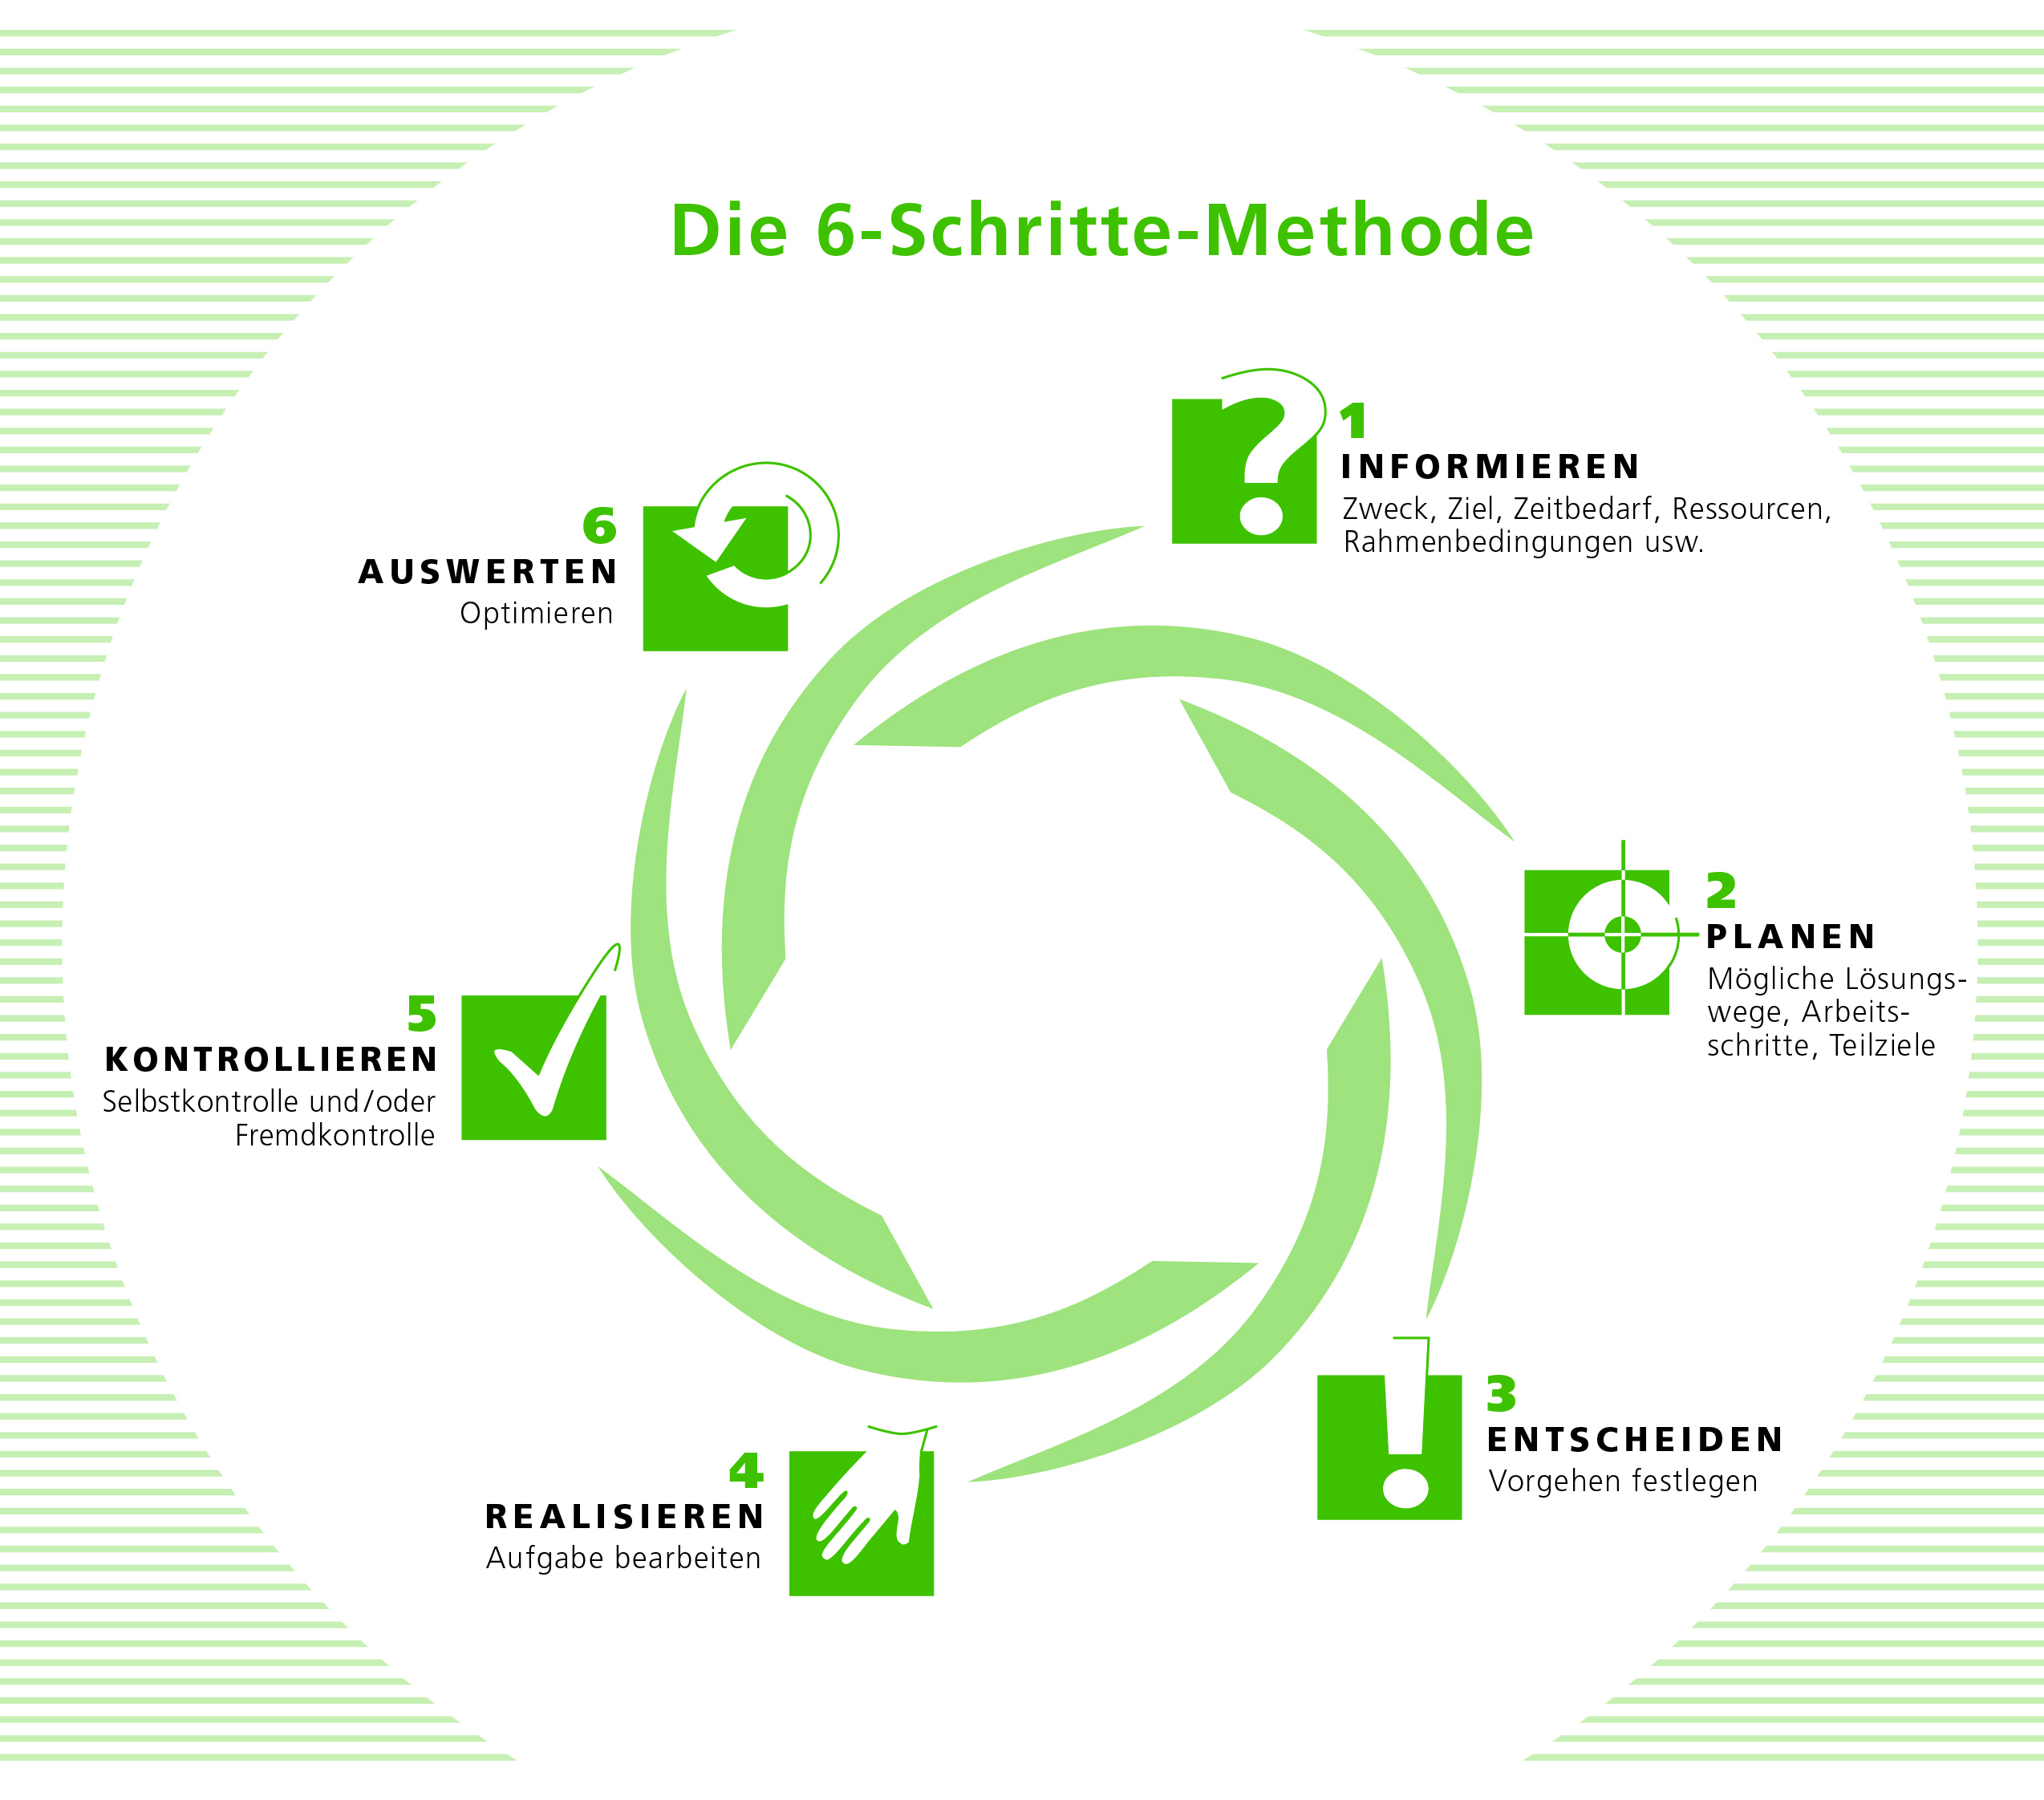 Die 6-Schritte-Methode
1
INFORMIEREN
Zweck, Ziel, Zeitbedarf, Ressourcen,
Rahmenbedingungen usw.
2
PLANEN
Mögliche Lösungs-
wege, Arbeits-
schritte, Teilziele
3
ENTSCHEIDEN
Vorgehen festlegen
4
REALISIEREN
Aufgabe bearbeiten
5
KONTROLLIEREN
Selbstkontrolle und/oder
Fremdkontrolle
6
AUSWERTEN
Optimieren